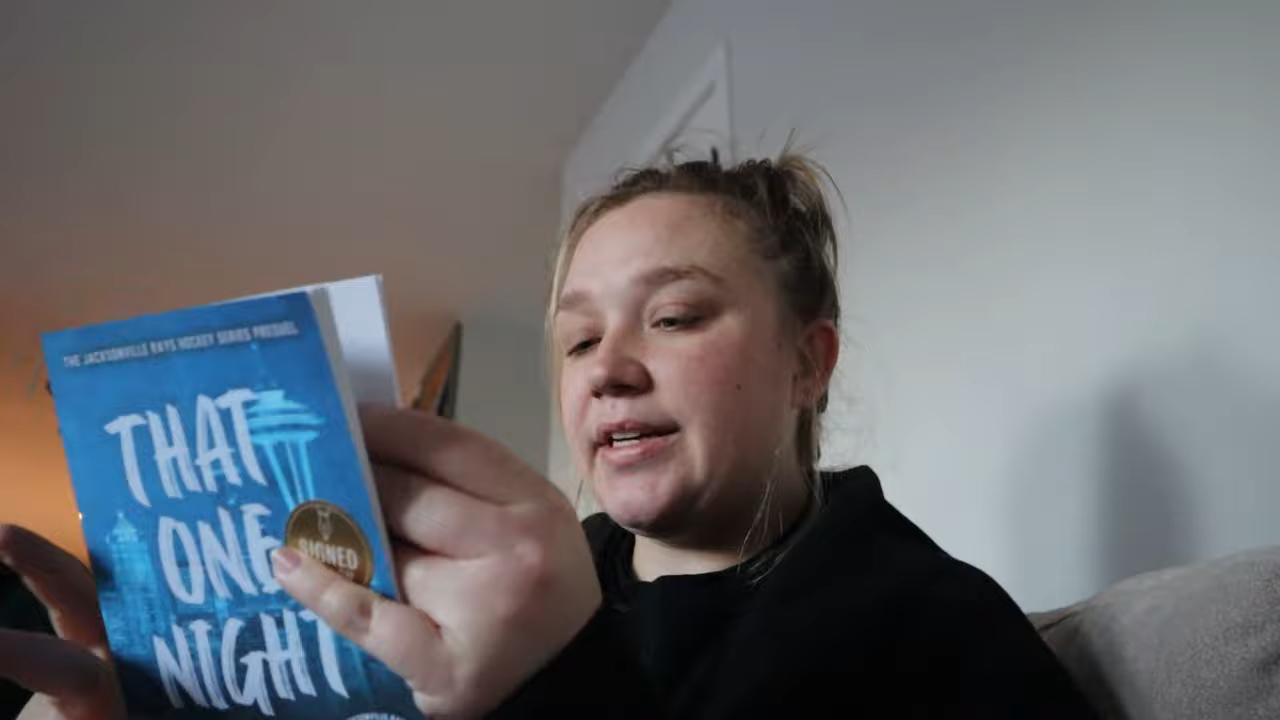 THE JACKSONVILLE RAYS HOCKEY SERIES PREQUEL
THAT
ONE
NIGHT
SIGNED